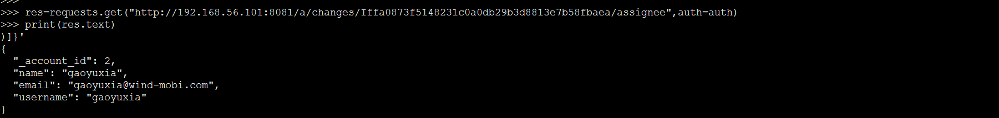 >>>
>>> res=requests.get("http://192.168.56.101:8081/a/changes/Iffa0873f5148231c0a0db29b3d8813e7b58fbaea/assignee",auth=auth)
>>> print(res.text)
)]}'
{
  "_account_id": 2,
  "name": "gaoyuxia",
  "email": "gaoyuxia@wind-mobi.com",
  "username": "gaoyuxia"
}